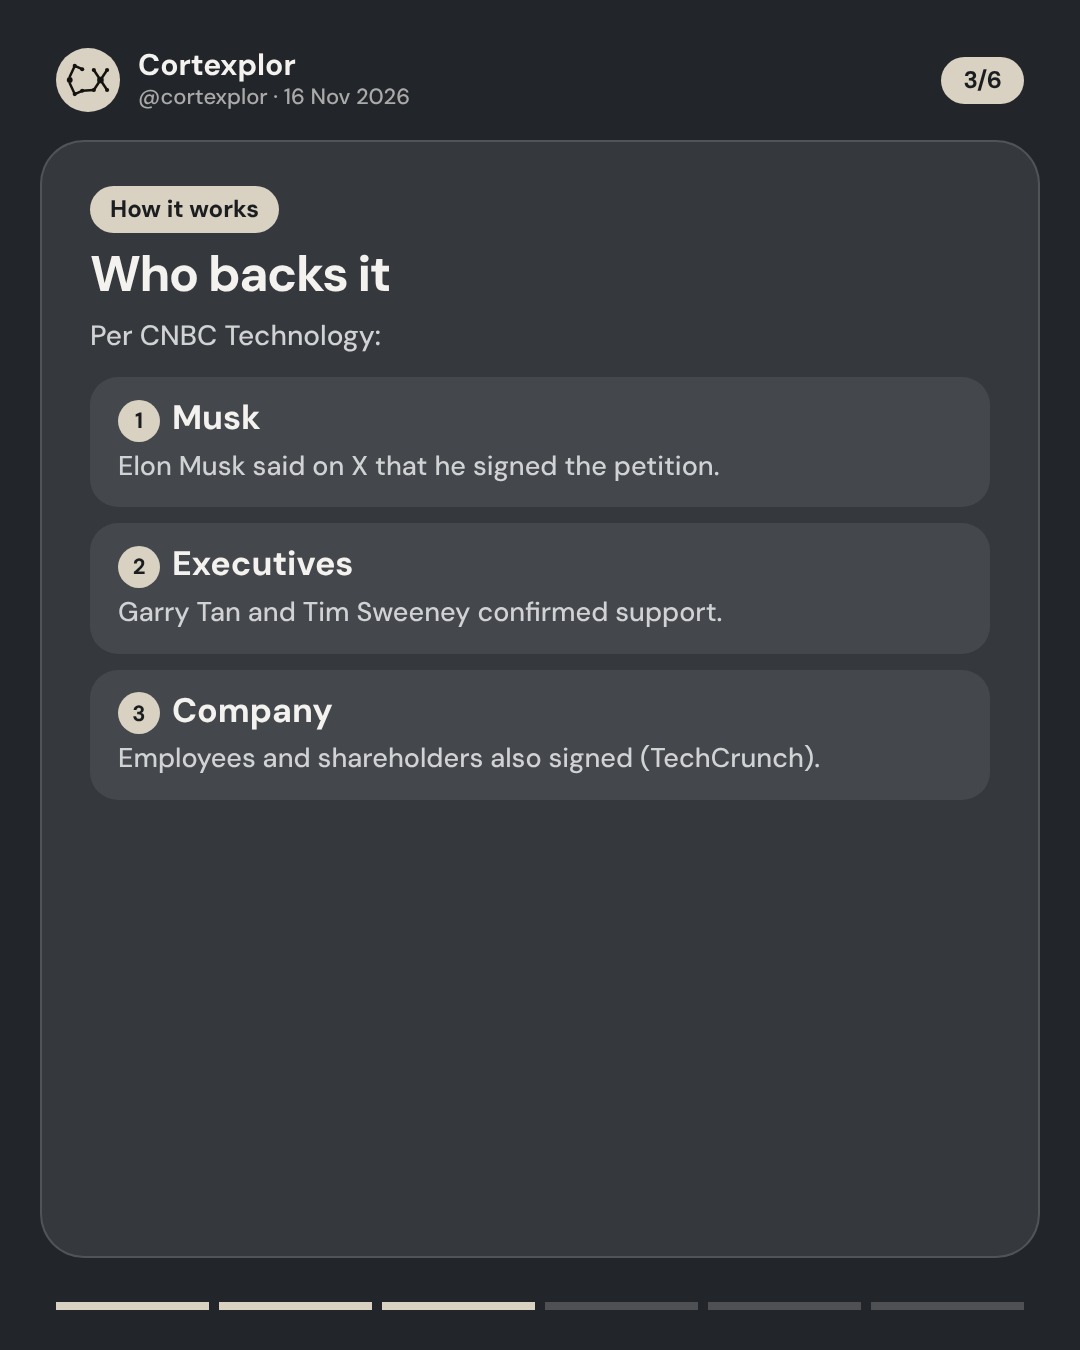 Cortexplor
@cortexplor · 16 Nov 2026
3/6
How it works
Who backs it
Per CNBC Technology:
1 Musk
Elon Musk said on X that he signed the petition.
2 Executives
Garry Tan and Tim Sweeney confirmed support.
3 Company
Employees and shareholders also signed (TechCrunch).